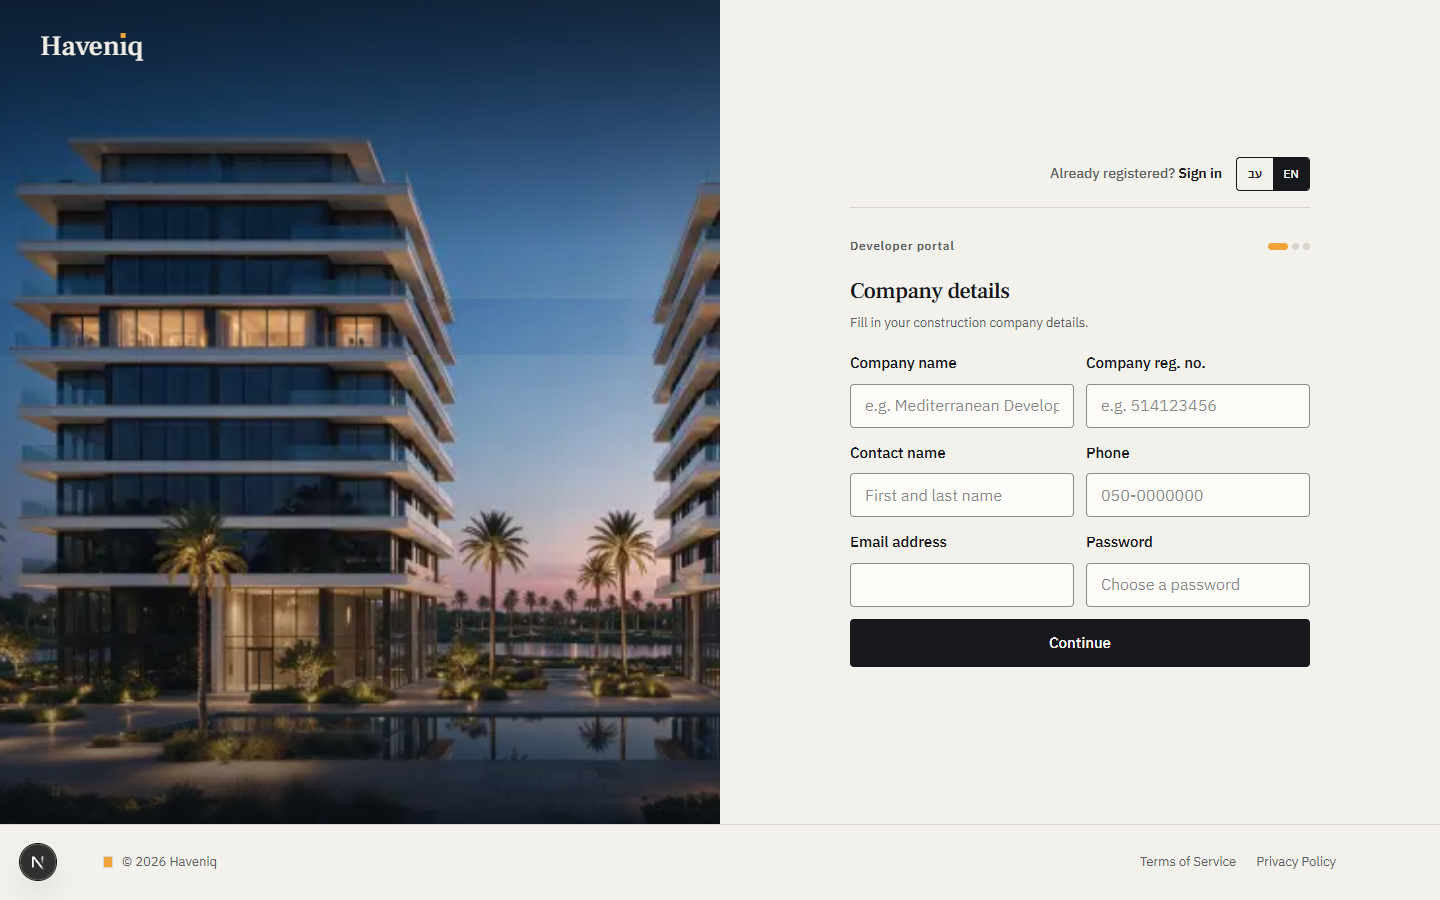 Haveniq
Already registered? Sign in
עב
EN
Developer portal
Company details
Fill in your construction company details.
Company name
Company reg. no.
e.g. Mediterranean Develop
e.g. 514123456
Contact name
Phone
First and last name
050-0000000
Email address
Password
Choose a password
Continue
N
© 2026 Haveniq
Terms of Service
Privacy Policy